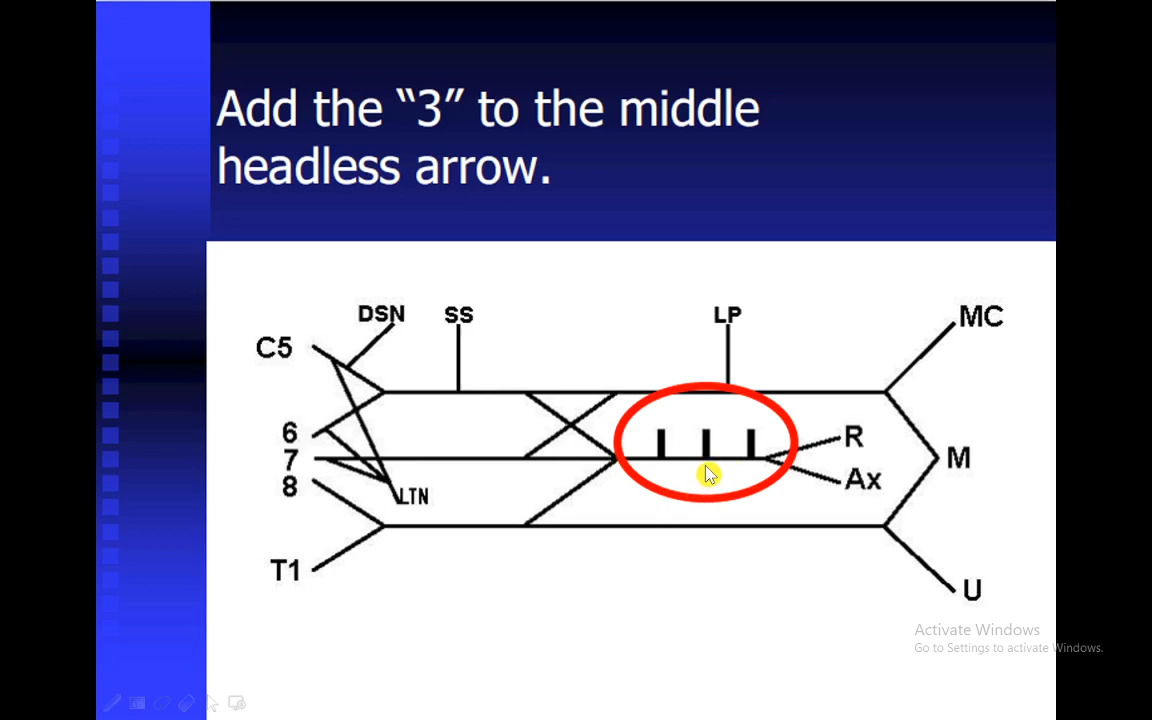 Add the “3” to the middle
headless arrow.
DSN SS LP MC
C5
6 R
7 M
8 LTN Ax
T1 U
Activate Windows
Go to Settings to activate Windows.